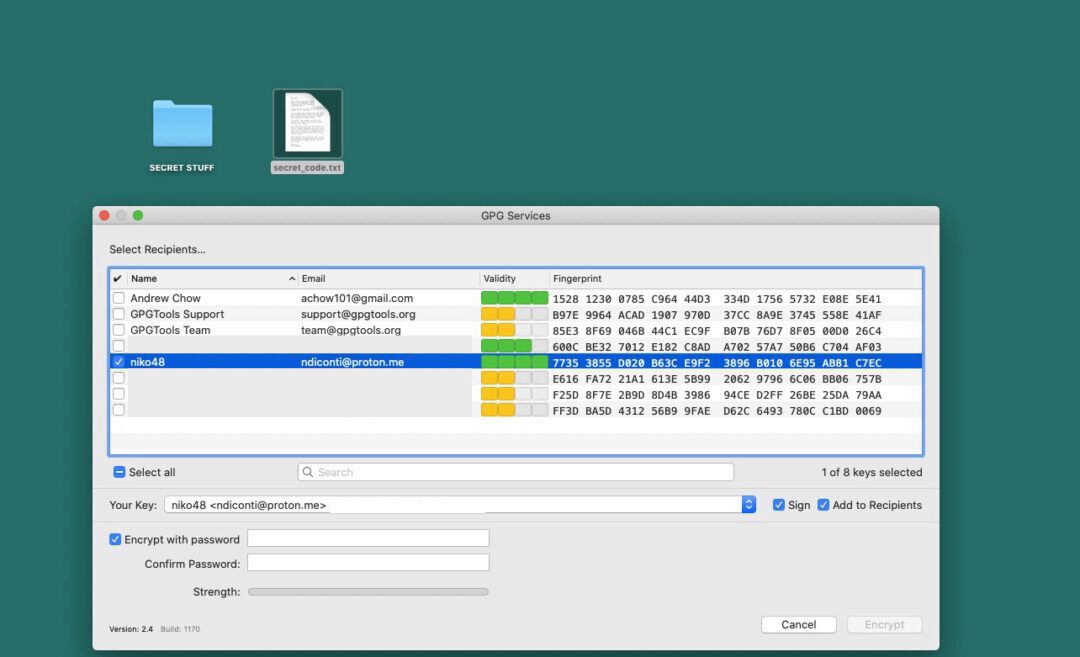 SECRET STUFF
secret_code.txt
GPG Services
Select Recipients...
✔ Name Email Validity Fingerprint
Andrew Chow achow101@gmail.com 1528 1230 0785 C964 44D3 334D 1756 5732 E08E 5E41
GPGTools Support support@gpgtools.org B97E 9964 ACAD 1907 970D 37CC 8A9E 3745 558E 41AF
GPGTools Team team@gpgtools.org 85E3 8F69 046B 44C1 EC9F B07B 76D7 8F05 00D0 26C4
600C BE32 7012 E182 C8AD A702 57A7 50B6 C704 AF03
niko48 ndiconti@proton.me 7735 3855 D020 B63C E9F2 3896 B010 6E95 AB81 C7EC
E616 FA72 21A1 613E 5B99 2062 9796 6C06 BB06 757B
F25D 8F7E 2B9D 8D4B 3986 94CE D2FF 26BE 25DA 79AA
FF3D BA5D 4312 56B9 9FAE D62C 6493 780C C1BD 0069
Select all Search 1 of 8 keys selected
Your Key: niko48 <ndiconti@proton.me> Sign Add to Recipients
Encrypt with password
Confirm Password:
Strength:
Version: 2.4 Build: 1170 Cancel Encrypt